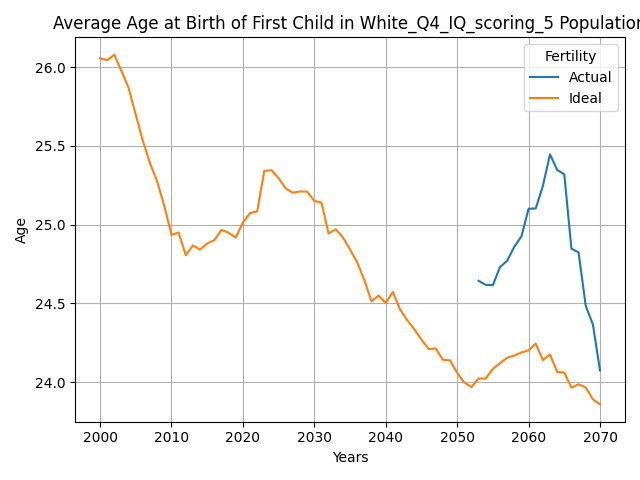 Average Age at Birth of First Child in White_Q4_IQ_scoring_5 Population
Fertility
Actual
Ideal
26.0
25.5
25.0
24.5
24.0
Age
2000 2010 2020 2030 2040 2050 2060 2070
Years